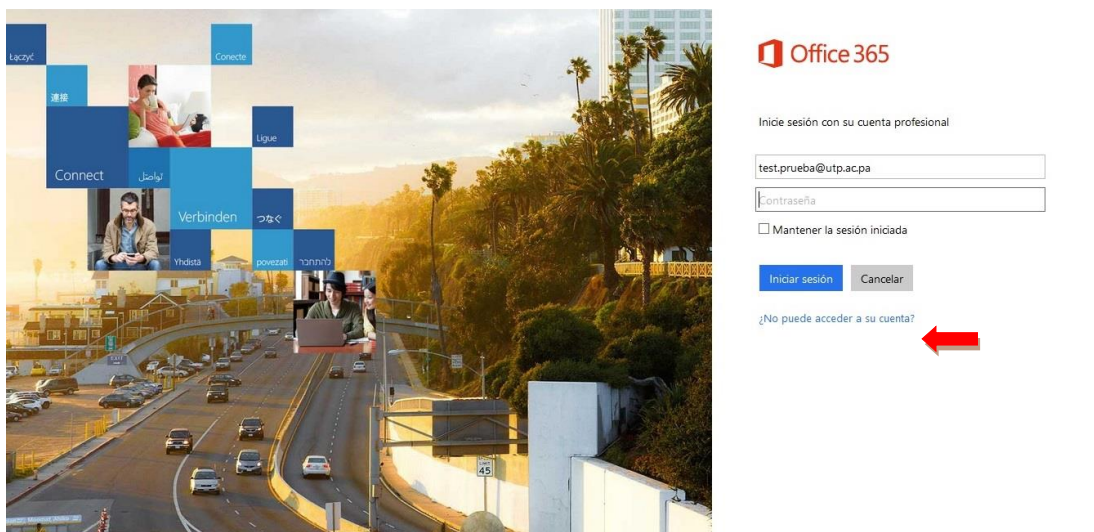 Łączyć
Conecte
連接
Ligue
Connect
تواصل
Verbinden
つなぐ
Yhdistä
povezati
להתחבר
45
Office 365
Inicie sesión con su cuenta profesional
test.prueba@utp.ac.pa
Contraseña
Mantener la sesión iniciada
Iniciar sesión
Cancelar
¿No puede acceder a su cuenta?